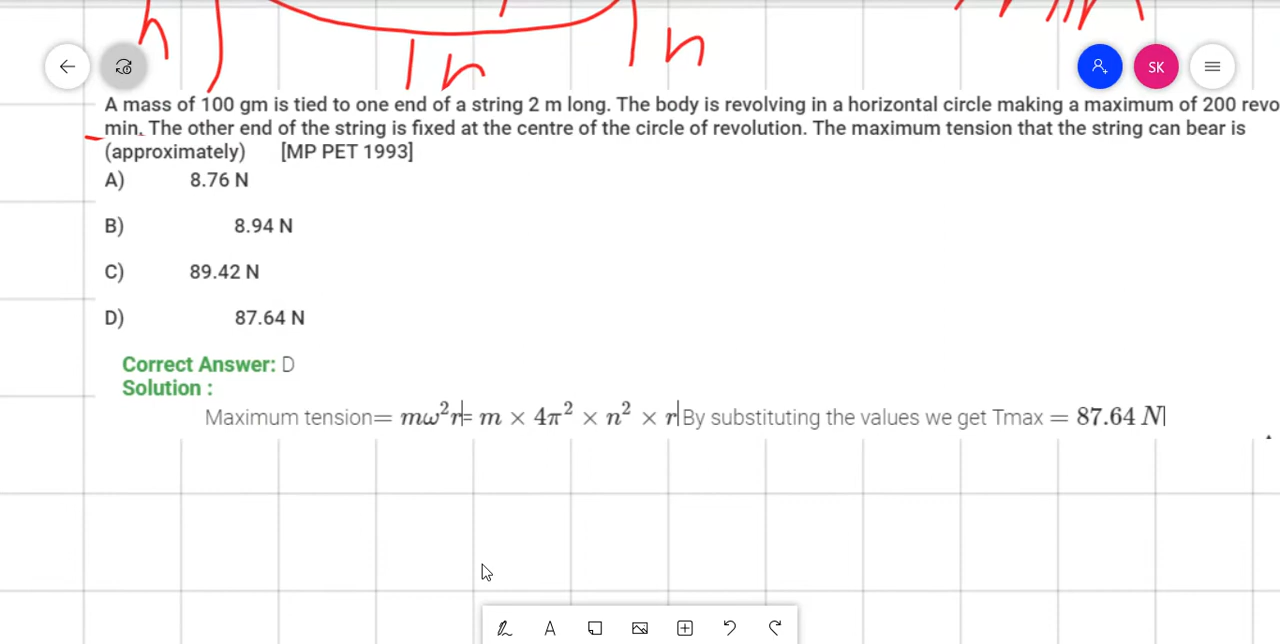 h 1n 1n
SK
A mass of 100 gm is tied to one end of a string 2 m long. The body is revolving in a horizontal circle making a maximum of 200 revo
min. The other end of the string is fixed at the centre of the circle of revolution. The maximum tension that the string can bear is
(approximately) [MP PET 1993]
A) 8.76 N
B) 8.94 N
C) 89.42 N
D) 87.64 N
Correct Answer: D
Solution :
Maximum tension= mω²r|= m × 4π² × n² × r|By substituting the values we get Tmax = 87.64 N|
A